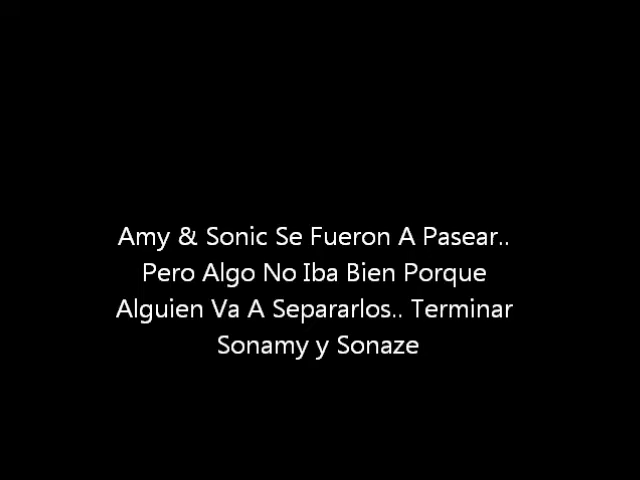 Amy & Sonic Se Fueron A Pasear..
Pero Algo No Iba Bien Porque
Alguien Va A Separarlos.. Terminar
Sonamy y Sonaze